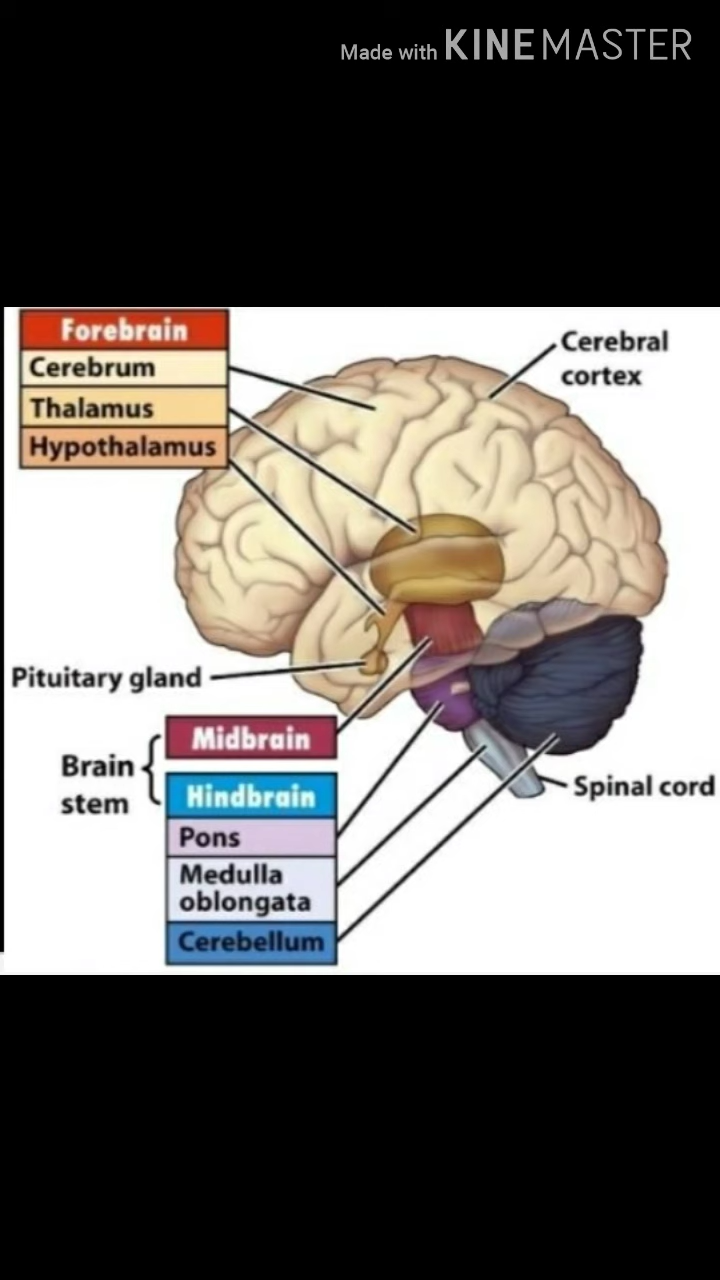 Made with KINEMASTER
Forebrain
Cerebrum
Thalamus
Hypothalamus
Cerebral
cortex
Pituitary gland
Brain
stem
Midbrain
Hindbrain
Pons
Medulla
oblongata
Cerebellum
Spinal cord